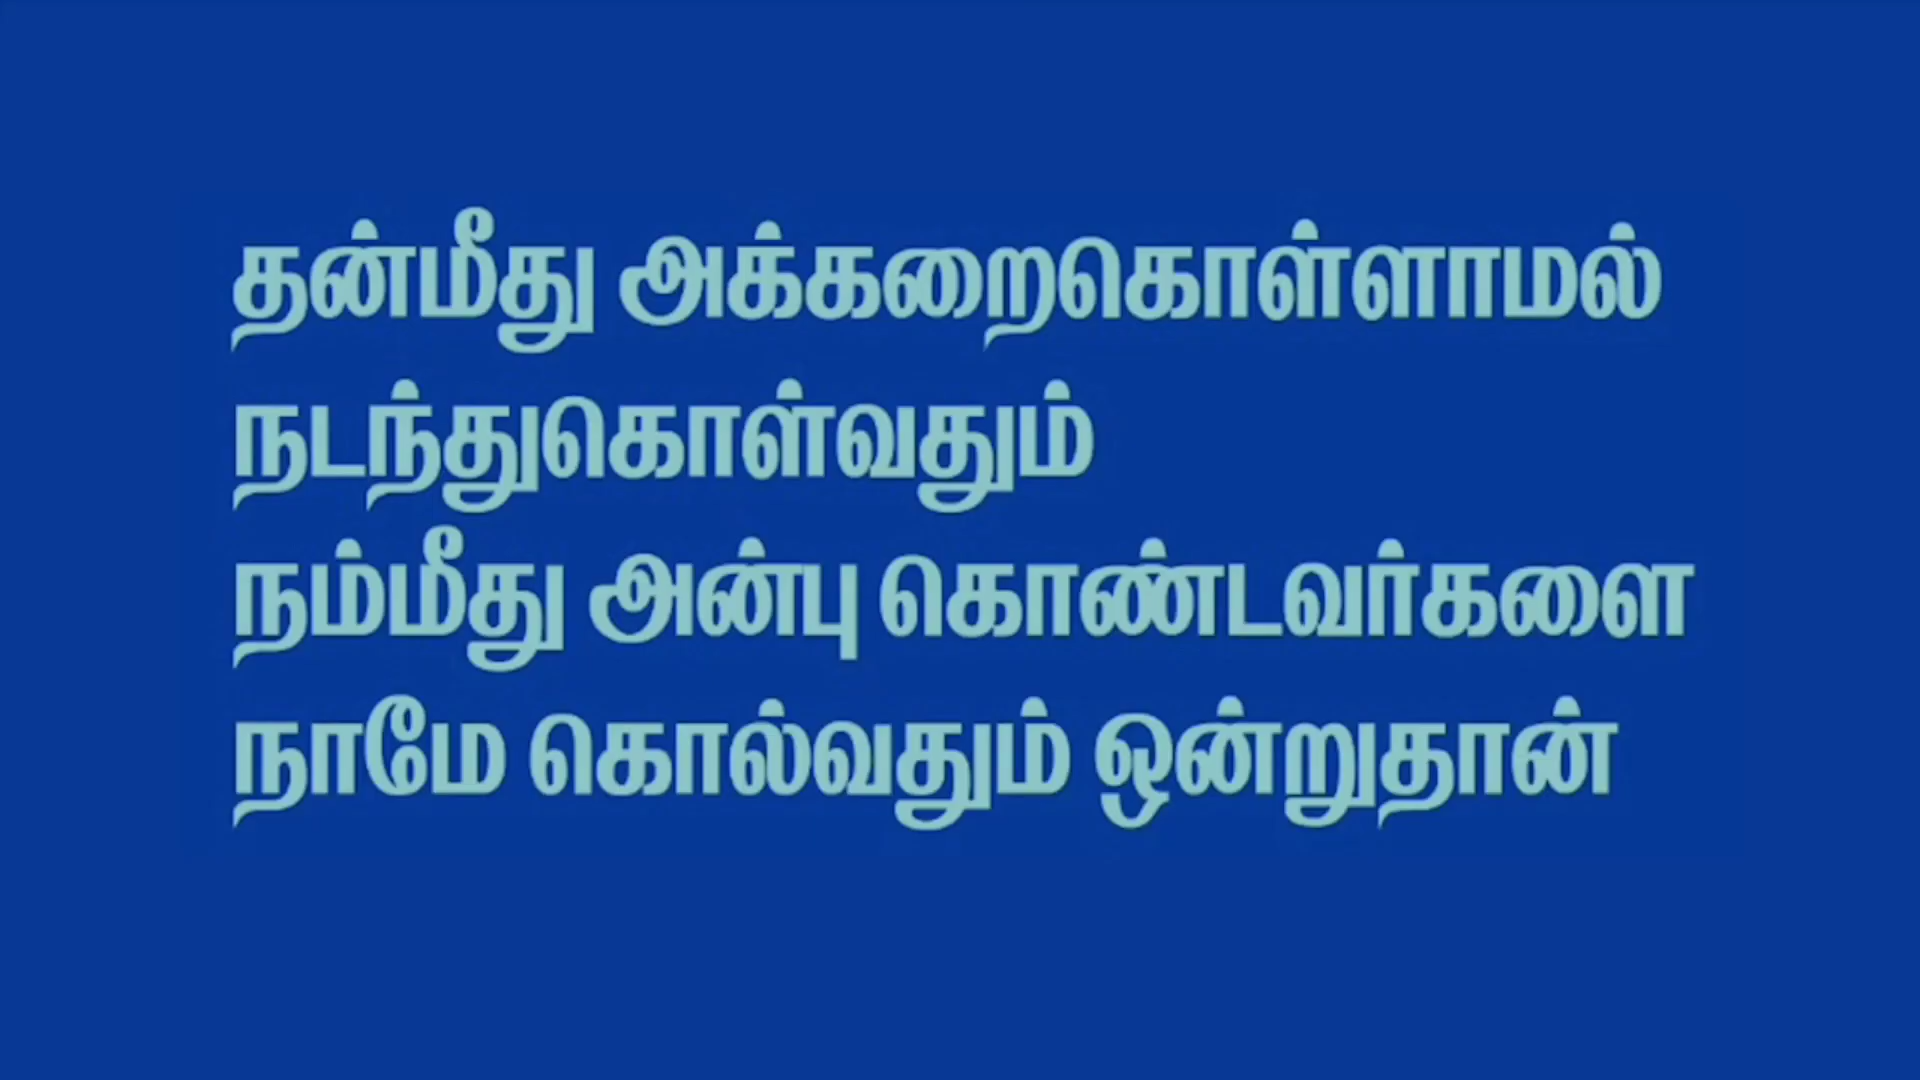 தன்மீது அக்கறைகொள்ளாமல்
நடந்துகொள்வதும்
நம்மீது அன்பு கொண்டவர்களை
நாமே கொல்வதும் ஒன்றுதான்